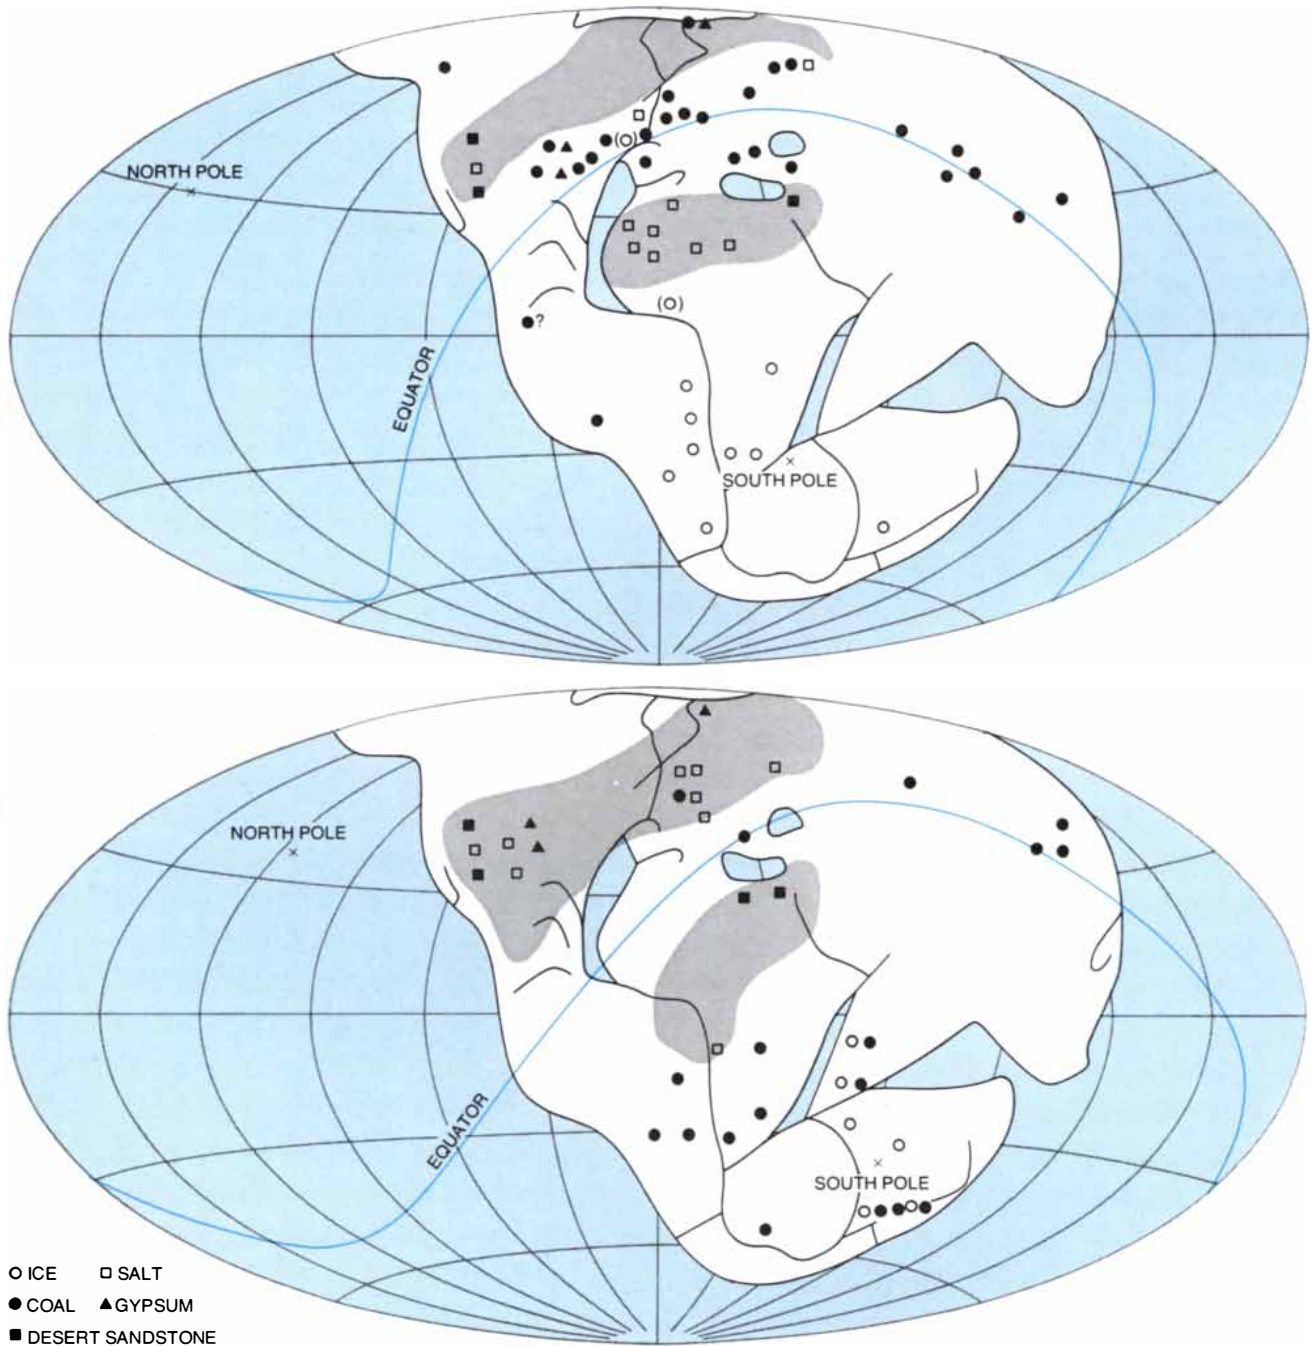 NORTH POLE
?
EQUATOR
SOUTH POLE
NORTH POLE
EQUATOR
SOUTH POLE
ICE SALT
COAL GYPSUM
DESERT SANDSTONE